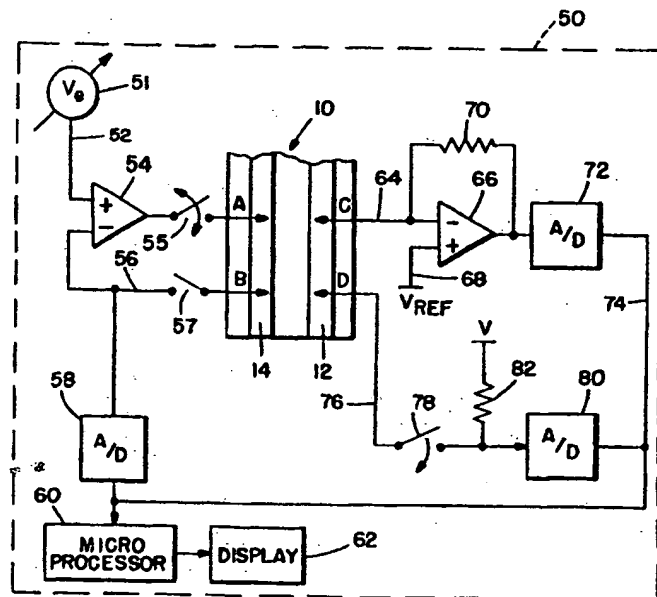 50
Ve
51
52
10
70
54
+
-
55
A
C
64
66
-
+
72
A/D
56
57
B
D
68
VREF
74
14
12
V
58
A/D
76
78
82
80
A/D
60
MICRO
PROCESSOR
DISPLAY
62